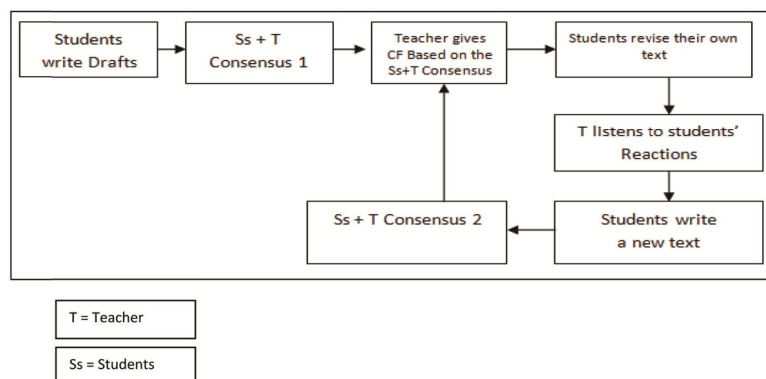 Students
write Drafts
Ss + T
Consensus 1
Teacher gives
CF Based on the
Ss+T Consensus
Students revise their own
text
T listens to students'
Reactions
Students write
a new text
Ss + T Consensus 2
T = Teacher
Ss = Students